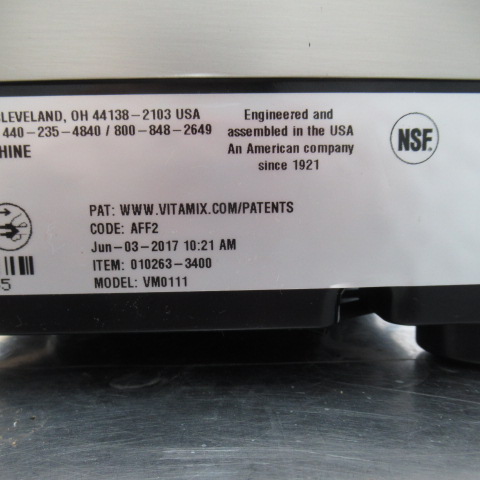 CLEVELAND, OH 44138-2103 USA
440-235-4840 / 800-848-2649
HINE
Engineered and
assembled in the USA
An American company
since 1921
NSF
PAT: WWW.VITAMIX.COM/PATENTS
CODE: AFF2
Jun-03-2017 10:21 AM
ITEM: 010263-3400
MODEL: VM0111
5